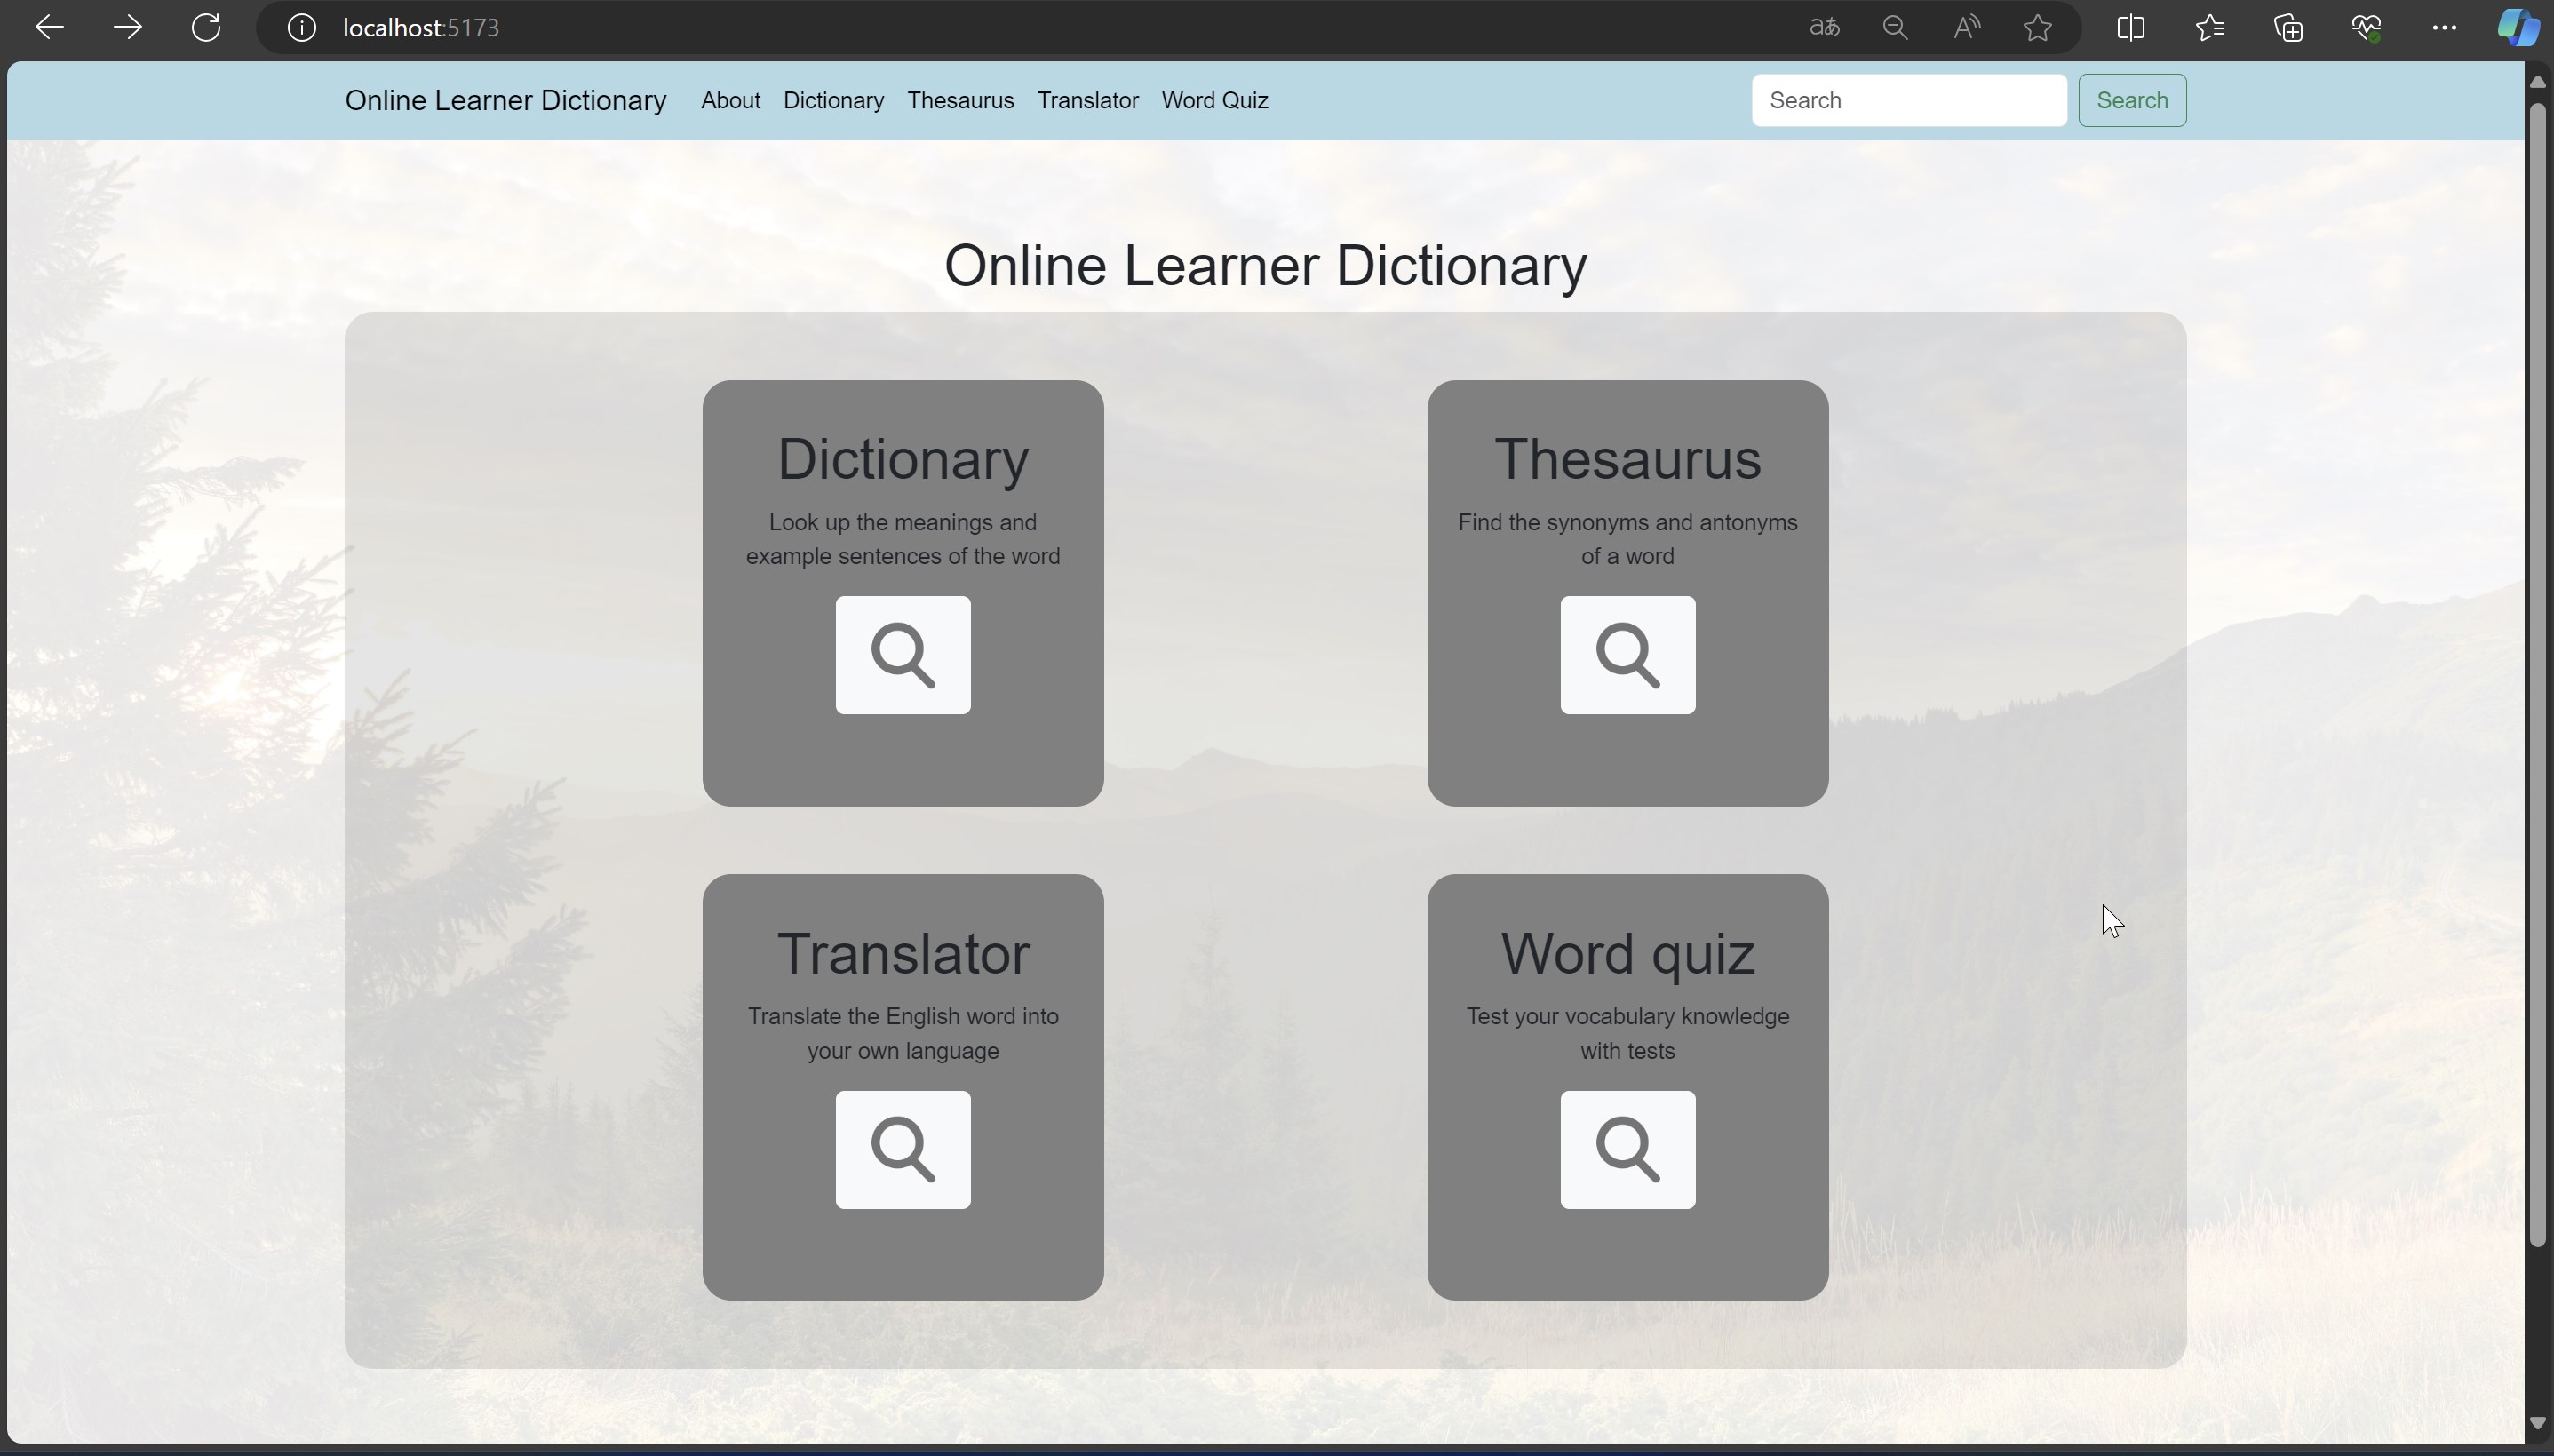 localhost:5173
Online Learner Dictionary About Dictionary Thesaurus Translator Word Quiz Search Search
Online Learner Dictionary
Dictionary
Look up the meanings and
example sentences of the word
Thesaurus
Find the synonyms and antonyms
of a word
Translator
Translate the English word into
your own language
Word quiz
Test your vocabulary knowledge
with tests